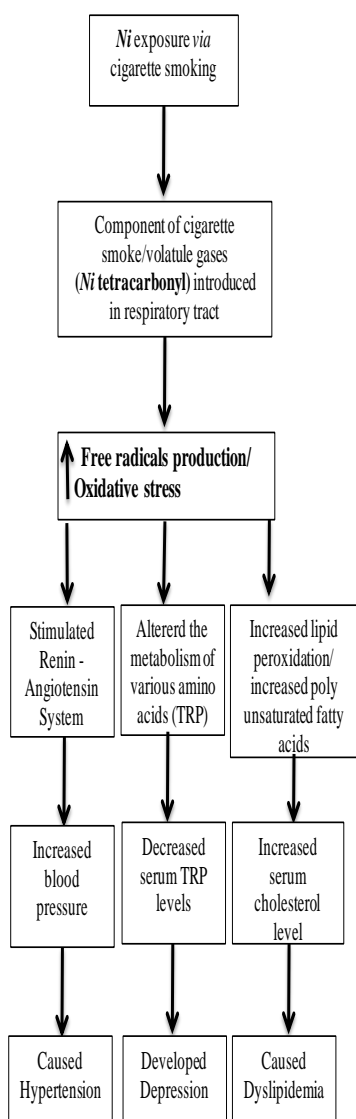 Ni exposure via
cigarette smoking
Component of cigarette
smoke/volatule gases
(Ni tetracarbonyl) introduced
in respiratory tract
Free radicals production/
Oxidative stress
Stimulated
Renin -
Angiotensin
System
Altererd the
metabolism of
various amino
acids (TRP)
Increased lipid
peroxidation/
increased poly
unsaturated fatty
acids
Increased
blood
pressure
Decreased
serum TRP
levels
Increased
serum
cholesterol
level
Caused
Hypertension
Developed
Depression
Caused
Dyslipidemia